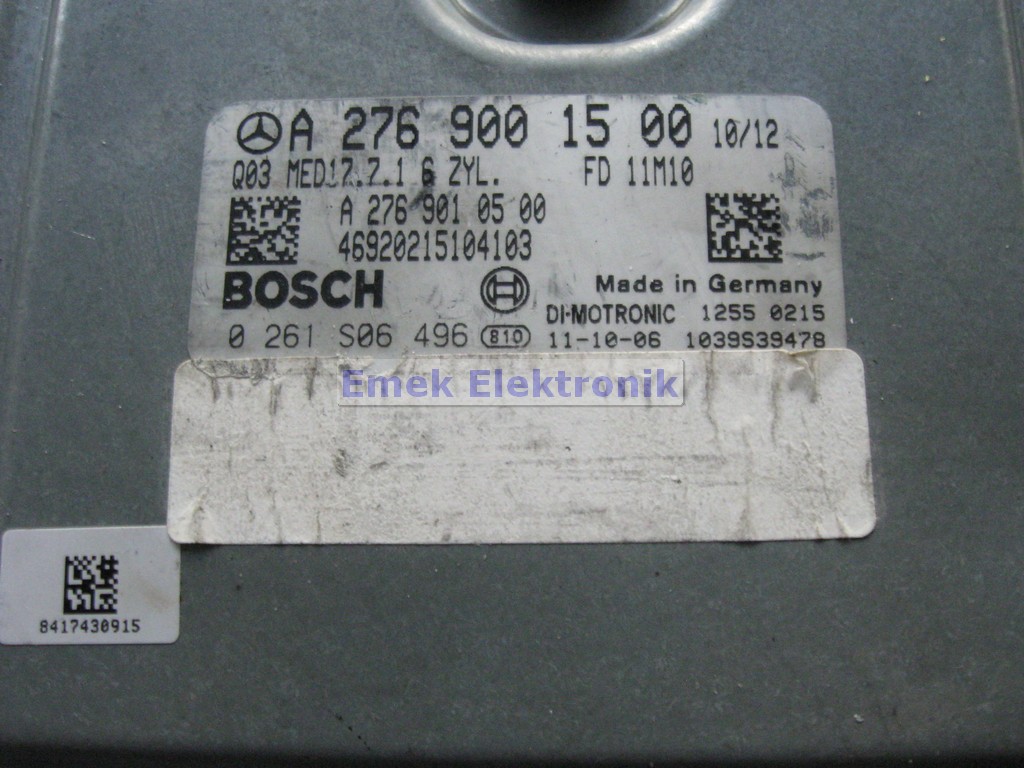 A 276 900 15 00 10/12
Q03 MED17.7.1 6 ZYL. FD 11M10
A 276 901 05 00
46920215104103
BOSCH Made in Germany
DI-MOTRONIC 1255 0215
0 261 S06 496 810 11-10-06 1039S39478
Emek Elektronik
8417430915